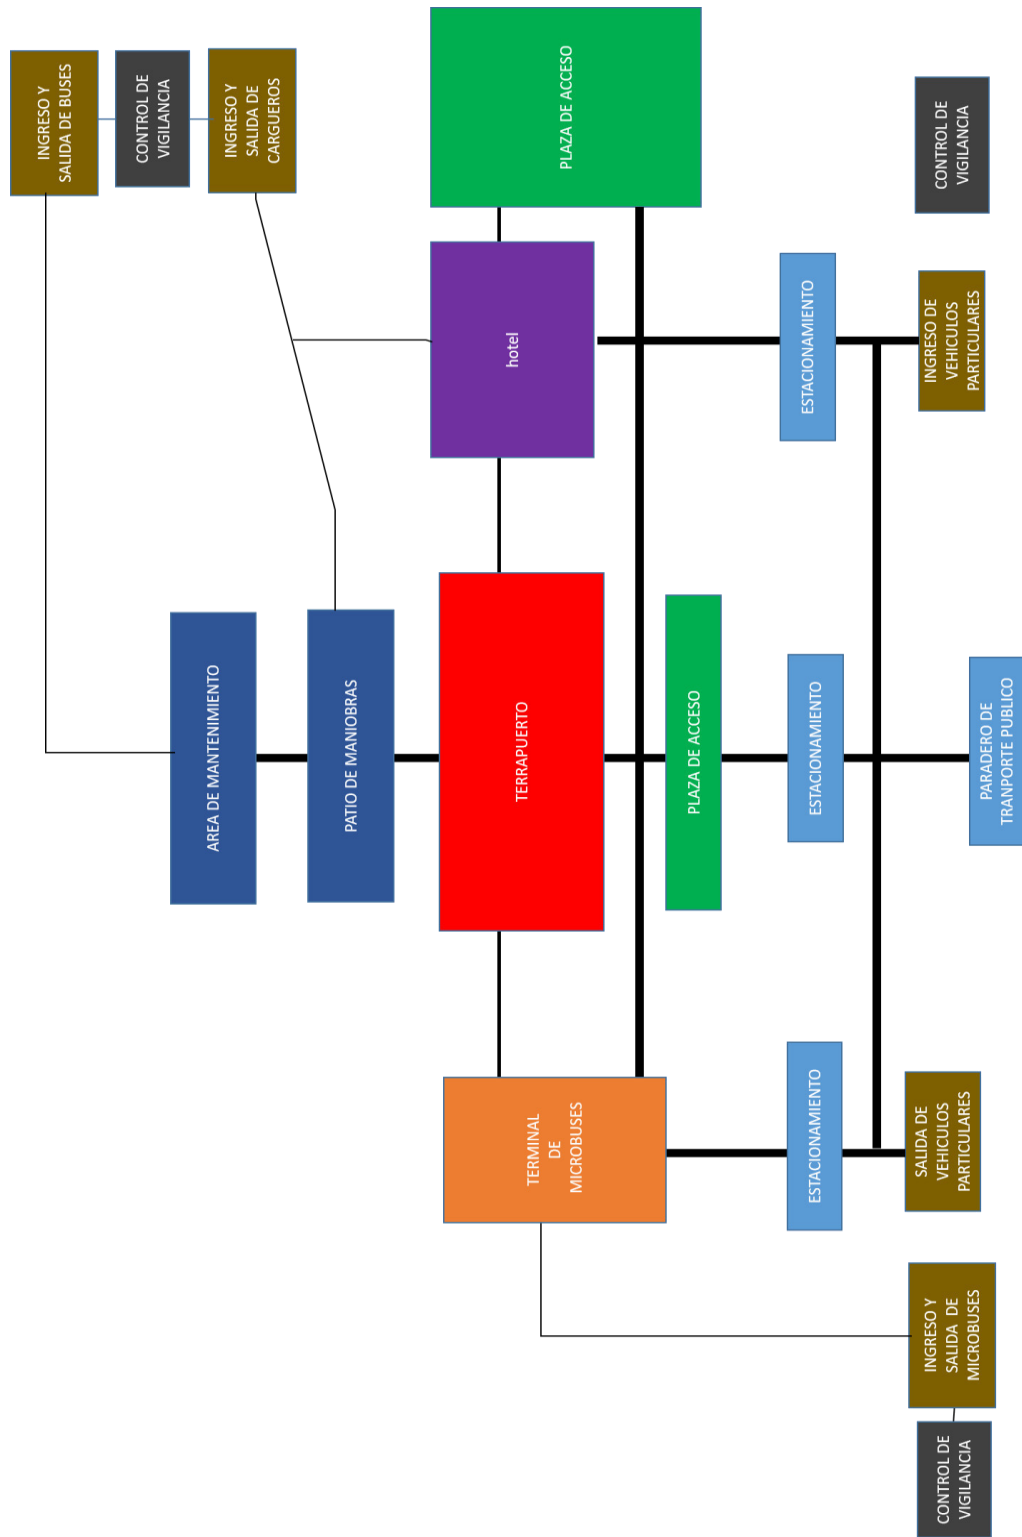 INGRESO Y
SALIDA DE BUSES
CONTROL DE
VIGILANCIA
AREA DE MANTENIMIENTO
INGRESO Y
SALIDA DE
CARGUEROS
PATIO DE MANIOBRAS
TERMINAL
DE
MICROBUSES
TERRAPUERTO
hotel
PLAZA DE ACCESO
PLAZA DE ACCESO
ESTACIONAMIENTO
ESTACIONAMIENTO
ESTACIONAMIENTO
CONTROL DE
VIGILANCIA
INGRESO Y
SALIDA DE
MICROBUSES
SALIDA DE
VEHICULOS
PARTICULARES
PARADERO DE
TRANPORTE PUBLICO
INGRESO DE
VEHICULOS
PARTICULARES
CONTROL DE
VIGILANCIA